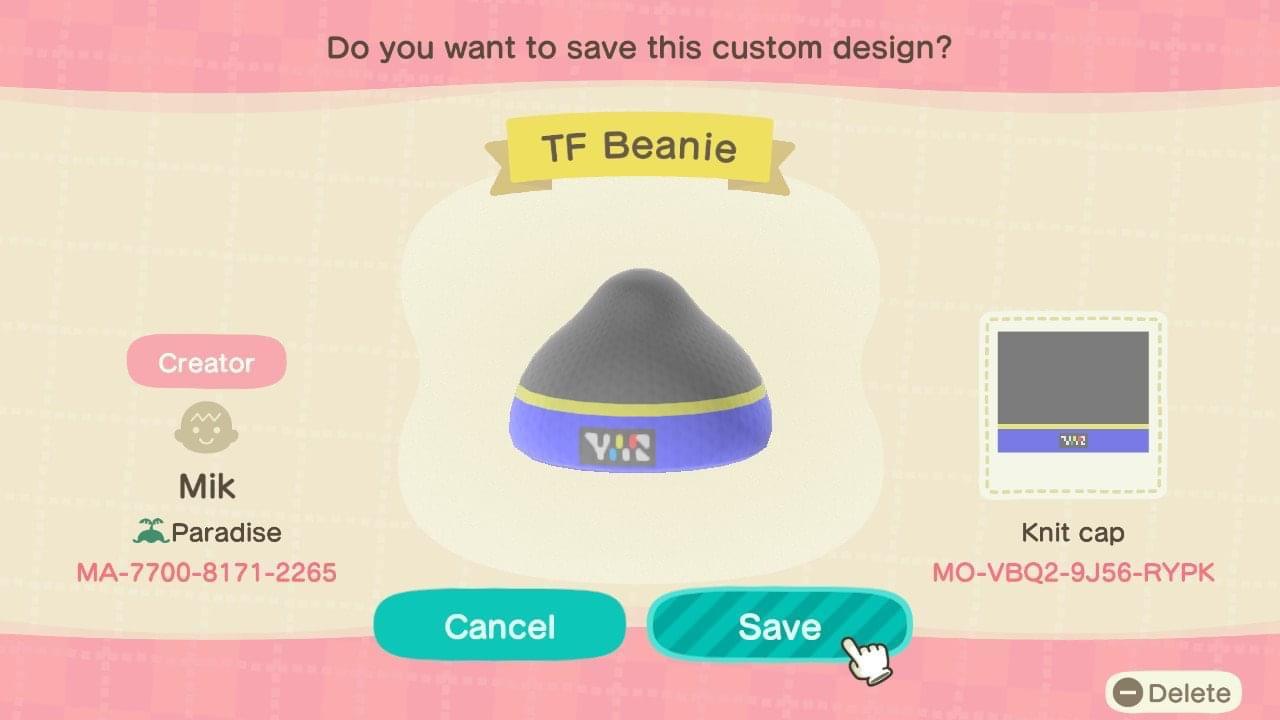 Do you want to save this custom design?
TF Beanie
Creator
Mik
Paradise
MA-7700-8171-2265
Knit cap
MO-VBQ2-9J56-RYPK
Cancel
Save
Delete